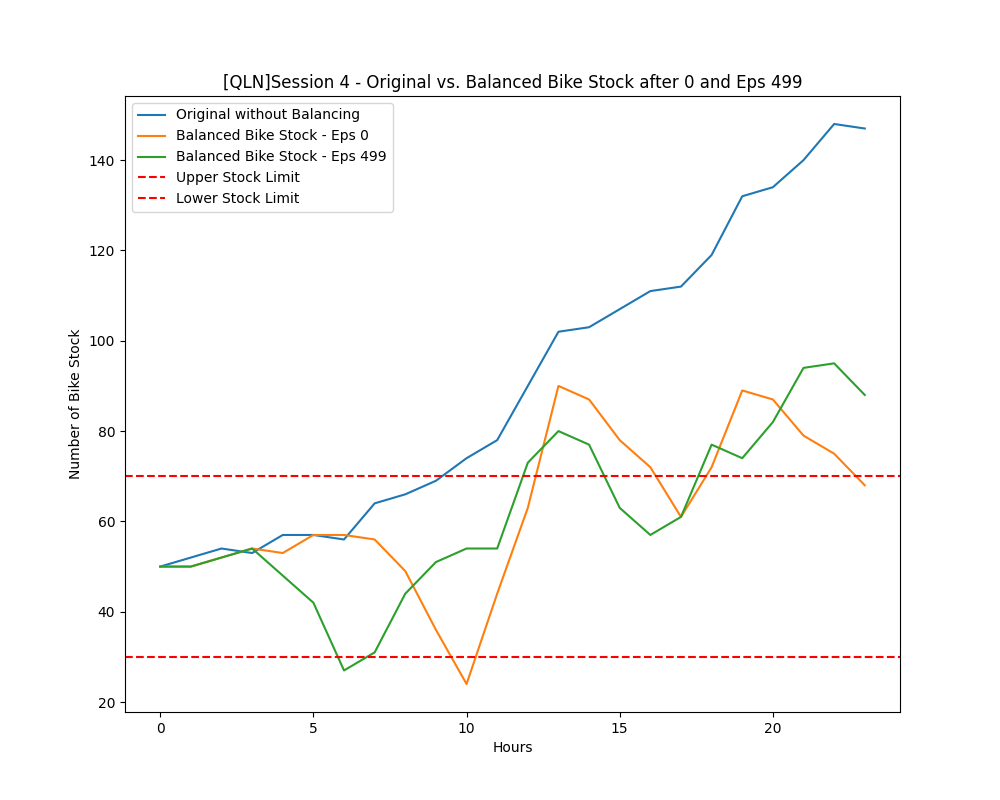 [QLN]Session 4 - Original vs. Balanced Bike Stock after 0 and Eps 499
Original without Balancing
Balanced Bike Stock - Eps 0
Balanced Bike Stock - Eps 499
Upper Stock Limit
Lower Stock Limit
Number of Bike Stock
140
120
100
80
60
40
20
0 5 10 15 20
Hours